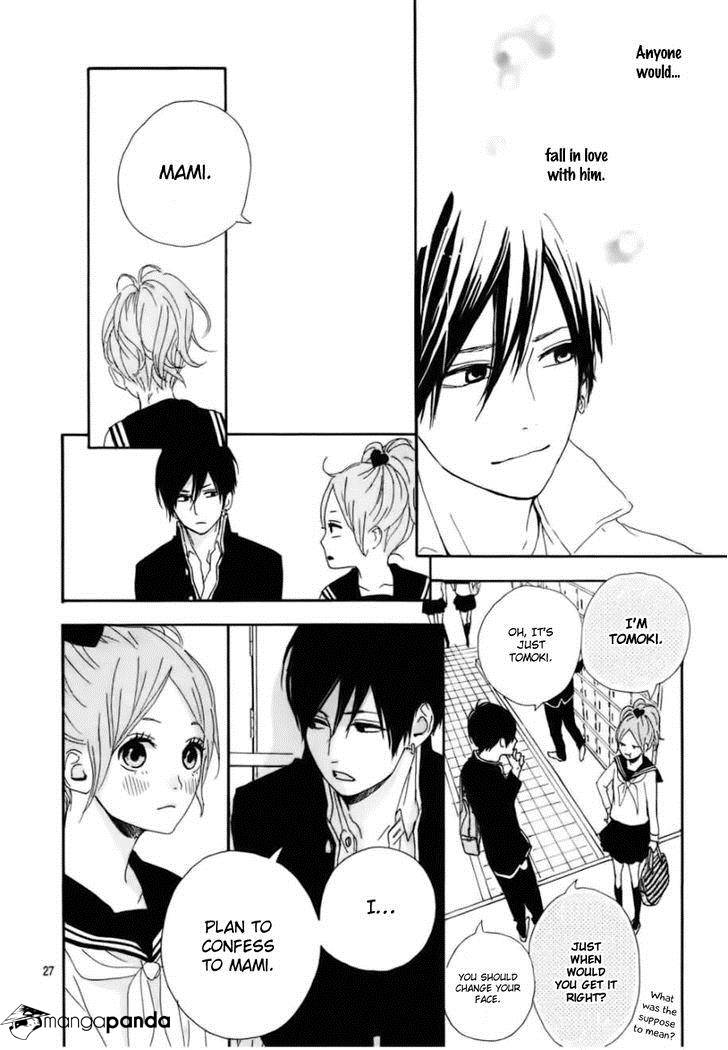 Anyone
would...
fall in love
with him.
MAMI.
I'M
TOMOKI.
OH, IT'S
JUST
TOMOKI.
JUST
WHEN
WOULD
YOU GET IT
RIGHT?
YOU SHOULD
CHANGE YOUR
FACE.
What
was the
suppose
to mean?
I...
PLAN TO
CONFESS
TO MAMI.
27
mangapanda